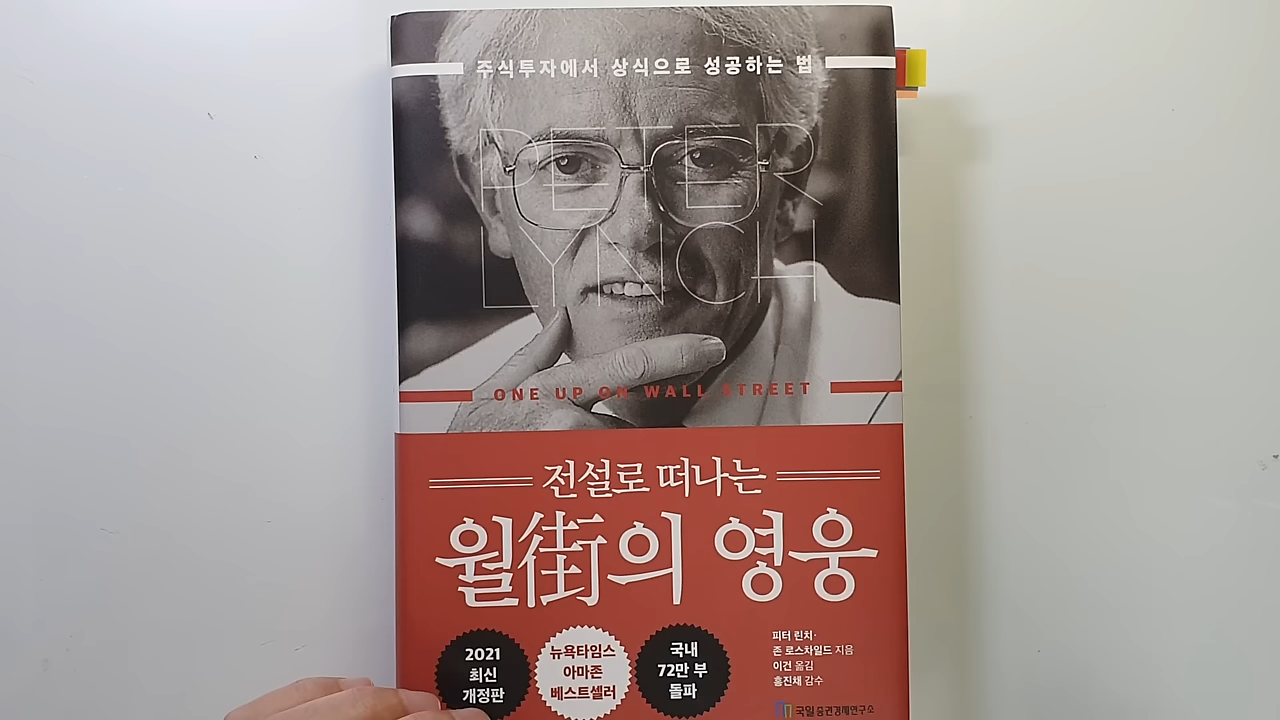 주식투자에서 상식으로 성공하는 법
PETER
LYNCH
ONE UP ON WALL STREET
전설로 떠나는
월街의 영웅
2021
최신
개정판
뉴욕타임스
아마존
베스트셀러
국내
72만 부
돌파
피터 린치·
존 로스차일드 지음
이건 옮김
홍진채 감수
국일증권경제연구소